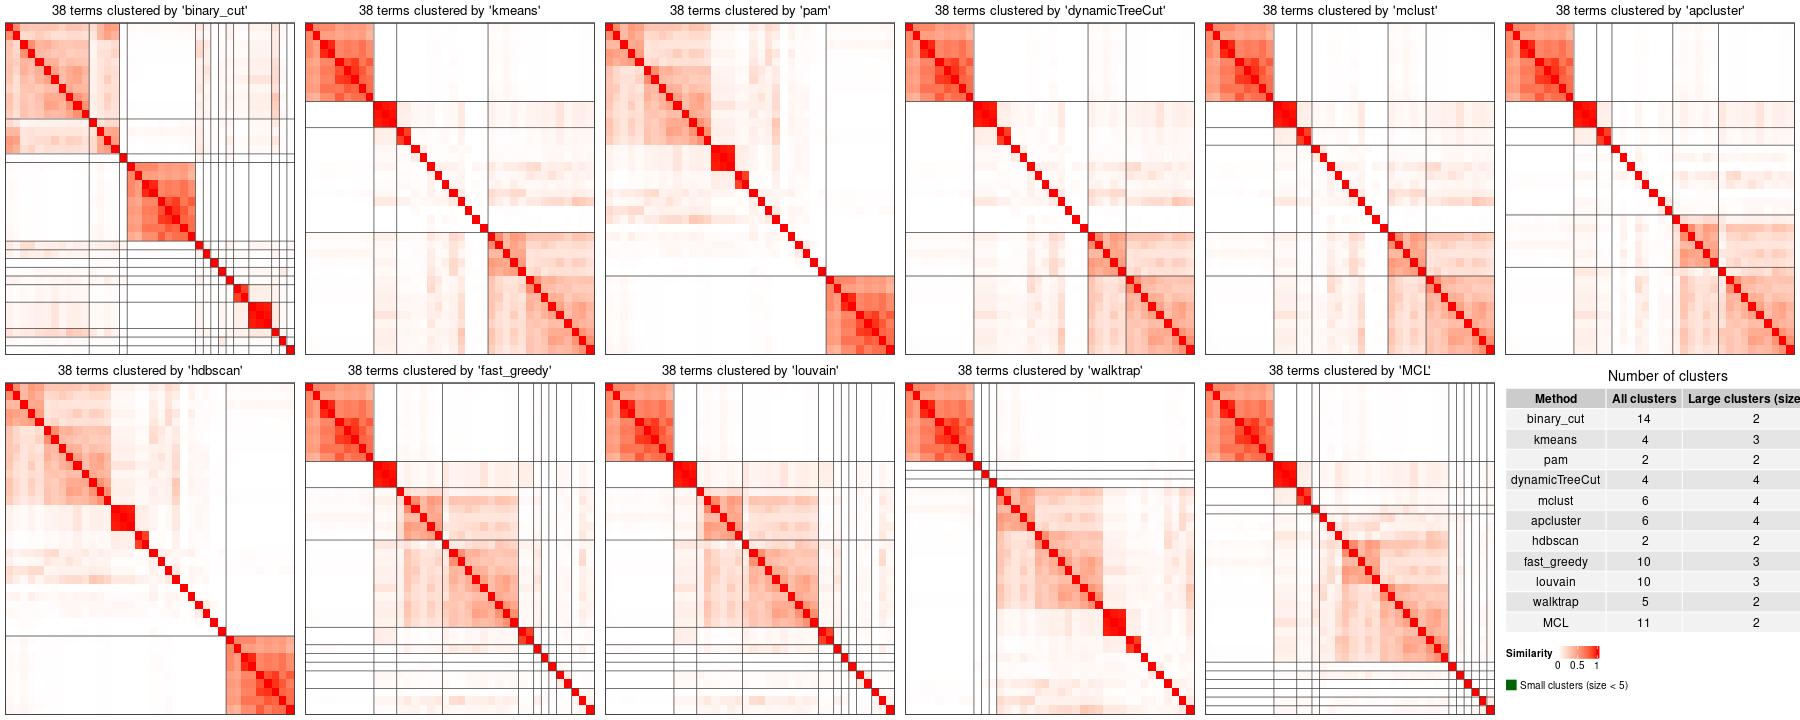 38 terms clustered by 'binary_cut'
38 terms clustered by 'kmeans'
38 terms clustered by 'pam'
38 terms clustered by 'dynamicTreeCut'
38 terms clustered by 'mclust'
38 terms clustered by 'apcluster'
38 terms clustered by 'hdbscan'
38 terms clustered by 'fast_greedy'
38 terms clustered by 'louvain'
38 terms clustered by 'walktrap'
38 terms clustered by 'MCL'
Number of clusters
Method All clusters Large clusters (size
binary_cut 14 2
kmeans 4 3
pam 2 2
dynamicTreeCut 4 4
mclust 6 4
apcluster 6 4
hdbscan 2 2
fast_greedy 10 3
louvain 10 3
walktrap 5 2
MCL 11 2
Similarity
0 0.5 1
Small clusters (size < 5)